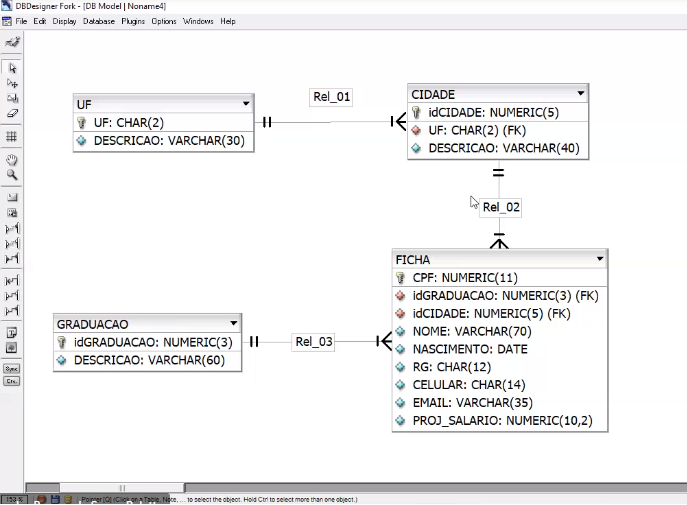 DBDesigner Fork - [DB Model | Noname4]
File Edit Display Database Plugins Options Windows Help
Rel_01
UF
UF: CHAR(2)
DESCRICAO: VARCHAR(30)
CIDADE
idCIDADE: NUMERIC(5)
UF: CHAR(2) (FK)
DESCRICAO: VARCHAR(40)
Rel_02
FICHA
CPF: NUMERIC(11)
idGRADUACAO: NUMERIC(3) (FK)
idCIDADE: NUMERIC(5) (FK)
NOME: VARCHAR(70)
NASCIMENTO: DATE
RG: CHAR(12)
CELULAR: CHAR(14)
EMAIL: VARCHAR(35)
PROJ_SALARIO: NUMERIC(10,2)
GRADUACAO
idGRADUACAO: NUMERIC(3)
DESCRICAO: VARCHAR(60)
Rel_03
Sync
Pointer [Q] (Click on a Table, Note, ... to select the object. Hold Ctrl to select more than one object.)